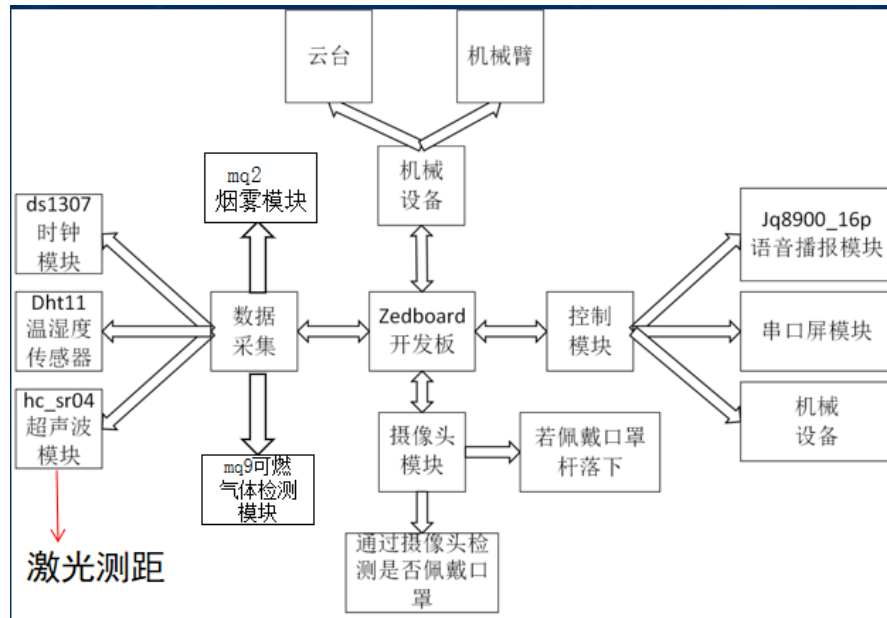 云台
机械臂
机械
设备
mq2
烟雾模块
ds1307
时钟
模块
Jq8900_16p
语音播报模块
Dht11
温湿度
传感器
数据
采集
Zedboard
开发板
控制
模块
串口屏模块
hc_sr04
超声波
模块
摄像头
模块
若佩戴口罩
杆落下
机械
设备
mq9可燃
气体检测
模块
通过摄像头检
测是否佩戴口
罩
激光测距